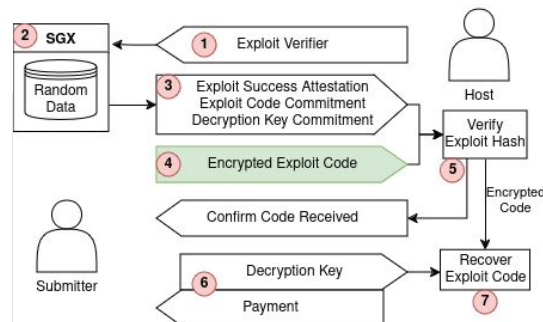 2
SGX
1
Exploit Verifier
Random
Data
3
Exploit Success Attestation
Exploit Code Commitment
Decryption Key Commitment
Host
Verify
Exploit Hash
4
Encrypted Exploit Code
5
Encrypted
Code
Confirm Code Received
Submitter
6
Decryption Key
Payment
Recover
Exploit Code
7